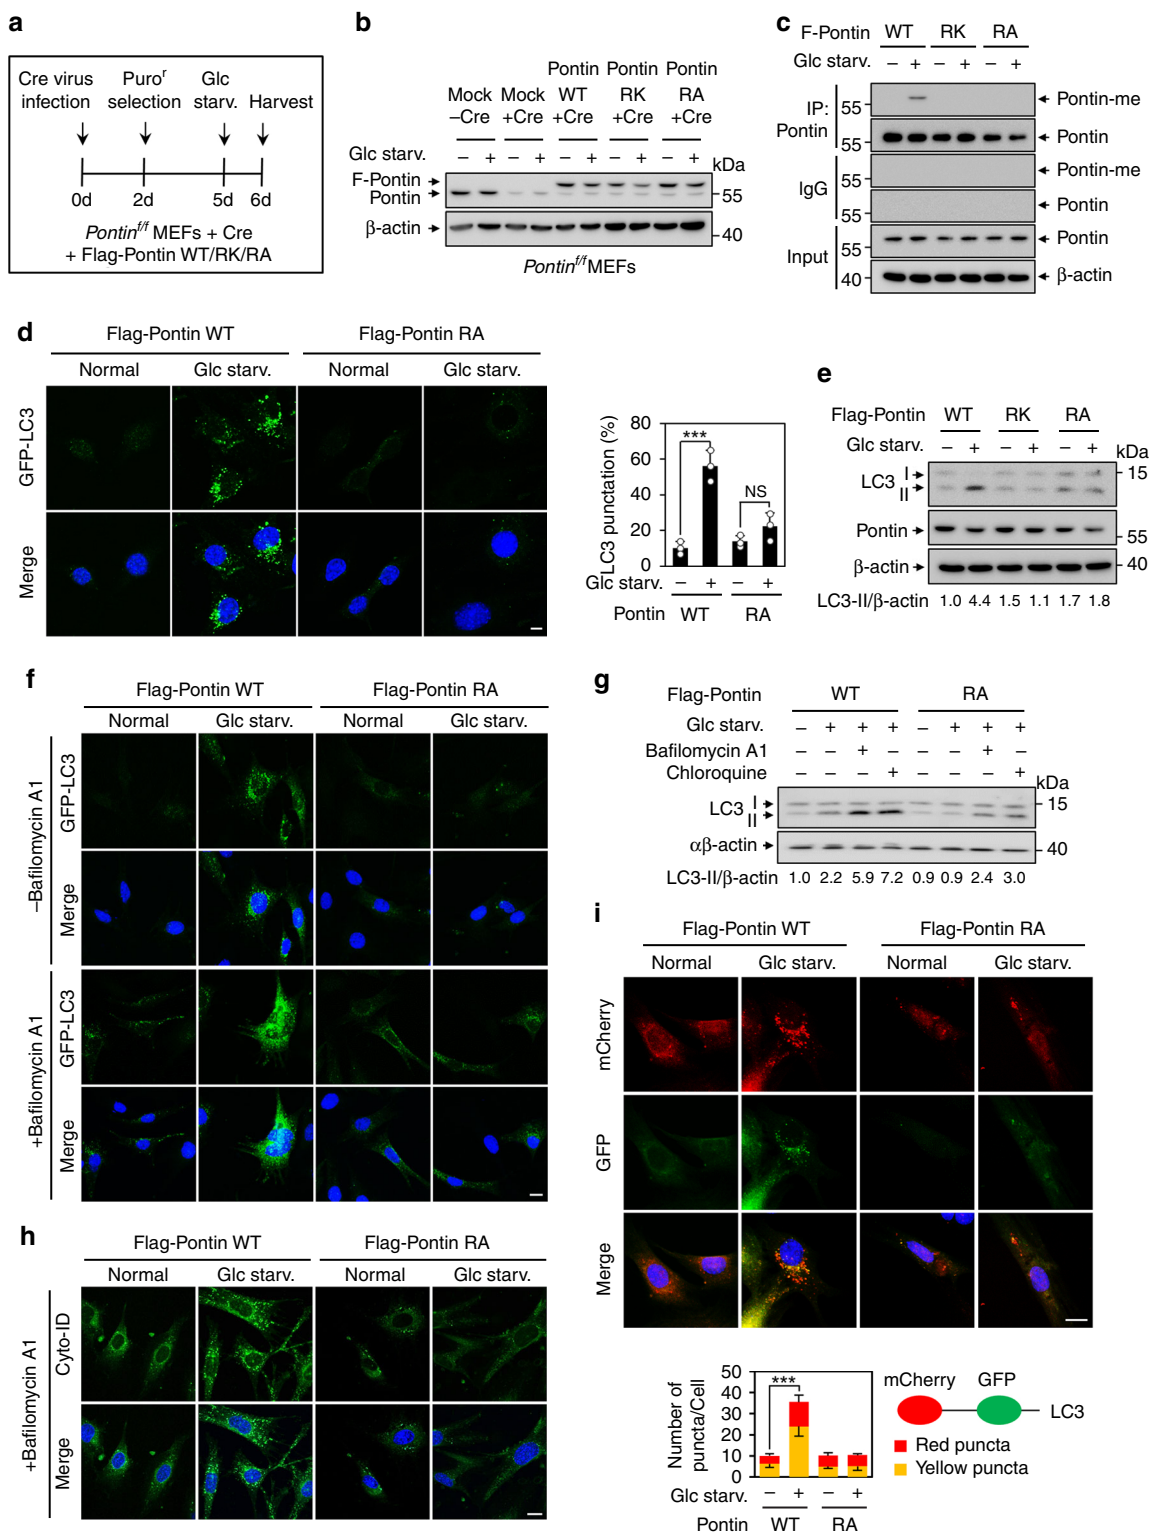 a
Cre virus infection
Puroʳ selection
Glc starv.
Harvest
0d 2d 5d 6d
Pontin^f/f MEFs + Cre
+ Flag-Pontin WT/RK/RA
b
Mock –Cre
Mock +Cre
Pontin WT +Cre
Pontin RK +Cre
Pontin RA +Cre
Glc starv. – + – + – + – + – +
kDa
F-Pontin
Pontin
55
β-actin
40
Pontin^f/f MEFs
c
F-Pontin WT RK RA
Glc starv. – + – + – +
IP: Pontin
55 Pontin-me
55 Pontin
IgG
55 Pontin-me
55 Pontin
Input
55 Pontin
40 β-actin
d
Flag-Pontin WT Flag-Pontin RA
Normal Glc starv. Normal Glc starv.
GFP-LC3
Merge
LC3 punctation (%)
80
60
40
20
0
*** NS
Glc starv. – + – +
Pontin WT RA
e
Flag-Pontin WT RK RA
Glc starv. – + – + – +
kDa
LC3 I II
15
Pontin
55
β-actin
40
LC3-II/β-actin 1.0 4.4 1.5 1.1 1.7 1.8
f
Flag-Pontin WT Flag-Pontin RA
Normal Glc starv. Normal Glc starv.
–Bafilomycin A1
GFP-LC3
Merge
+Bafilomycin A1
GFP-LC3
Merge
g
Flag-Pontin WT RA
Glc starv. – + + + – + + +
Bafilomycin A1 – – + – – – + –
Chloroquine – – – + – – – +
kDa
LC3 I II
15
αβ-actin
40
LC3-II/β-actin 1.0 2.2 5.9 7.2 0.9 0.9 2.4 3.0
h
Flag-Pontin WT Flag-Pontin RA
Normal Glc starv. Normal Glc starv.
+Bafilomycin A1
Cyto-ID
Merge
i
Flag-Pontin WT Flag-Pontin RA
Normal Glc starv. Normal Glc starv.
mCherry
GFP
Merge
Number of puncta/Cell
50
40
30
20
10
0
***
Glc starv. – + – +
Pontin WT RA
mCherry GFP
LC3
Red puncta
Yellow puncta